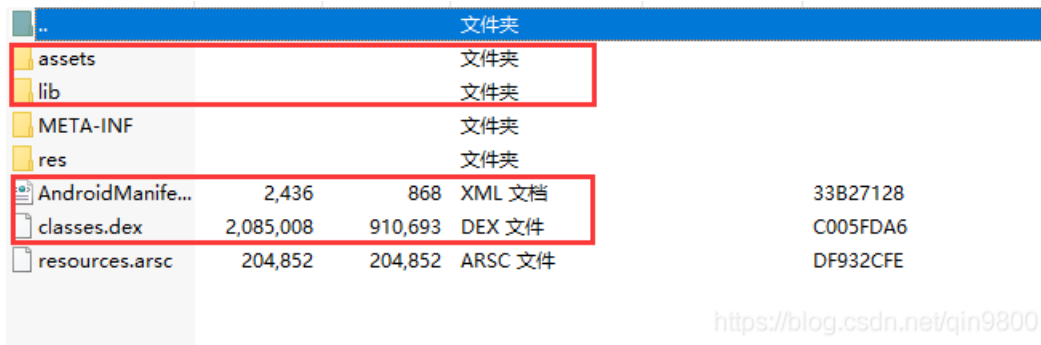 .. 文件夹
assets 文件夹
lib 文件夹
META-INF 文件夹
res 文件夹
AndroidManife... 2,436 868 XML 文档 33B27128
classes.dex 2,085,008 910,693 DEX 文件 C005FDA6
resources.arsc 204,852 204,852 ARSC 文件 DF932CFE
https://blog.csdn.net/qin9800